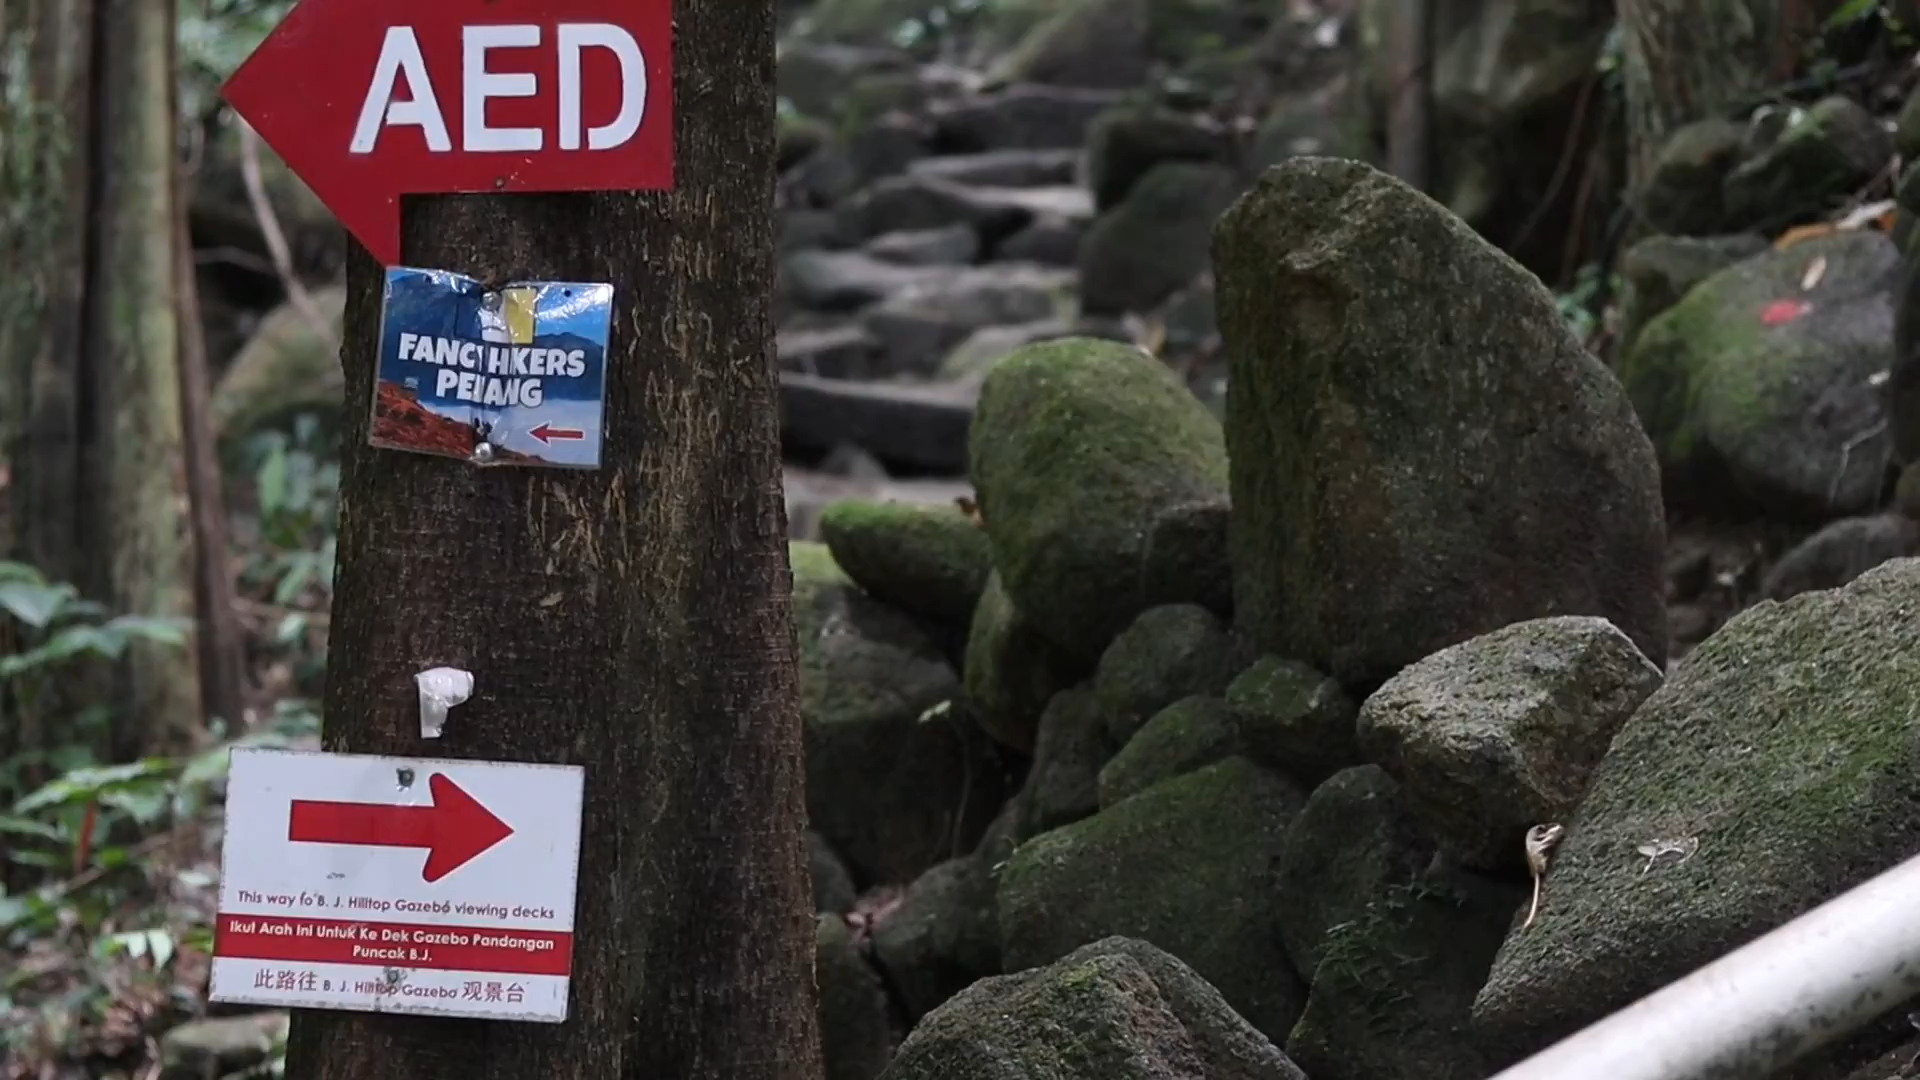 AED
FANCY HIKERS
PENANG
This way to B. J. Hilltop Gazebo viewing decks
Ikut Arah Ini Untuk Ke Dek Gazebo Pandangan
Puncak B.J.
此路往 B. J. Hilltop Gazebo 观景台